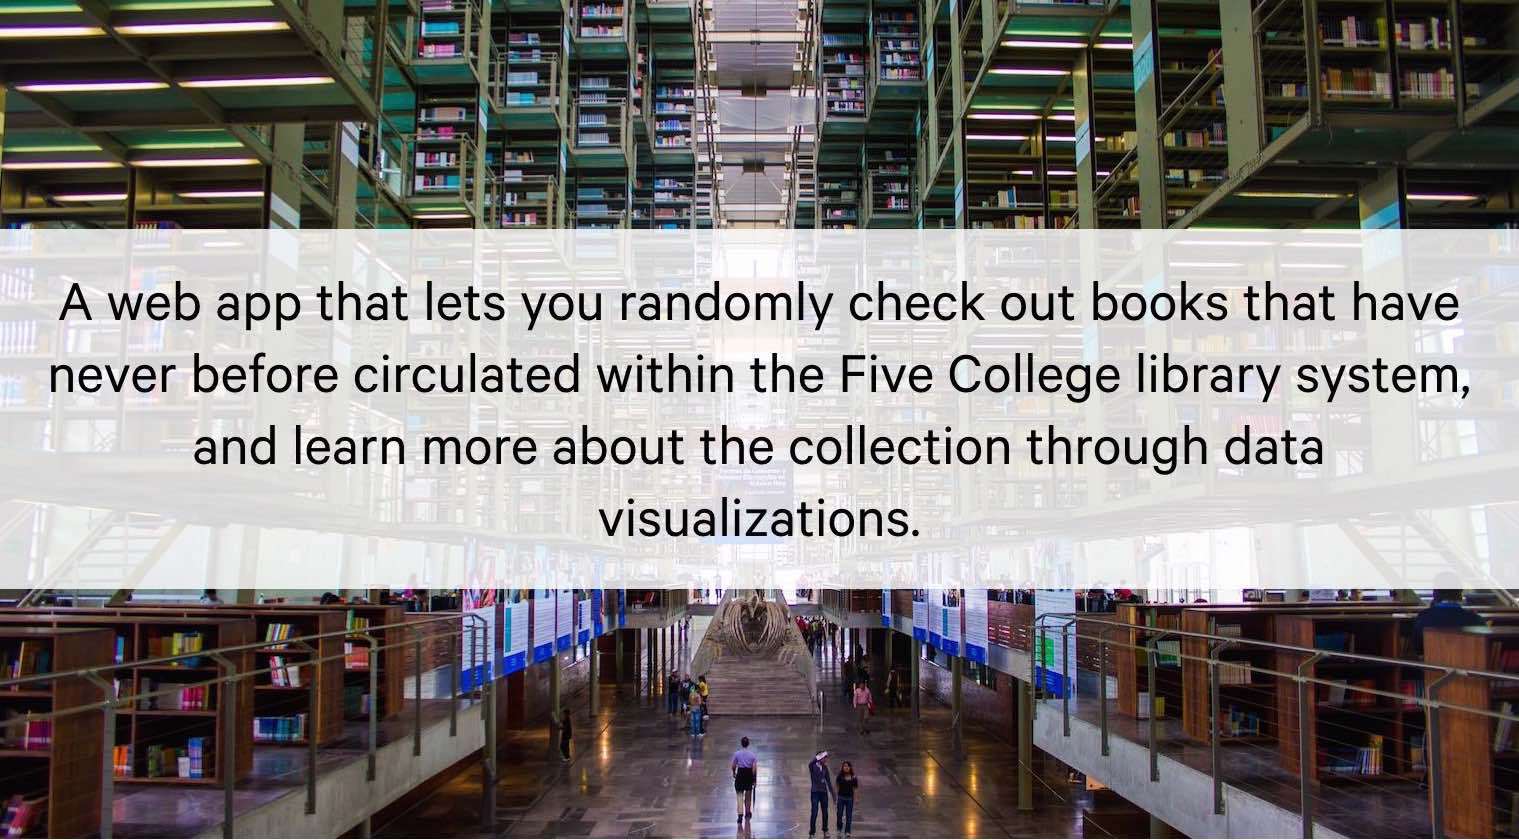 A web app that lets you randomly check out books that have
never before circulated within the Five College library system,
and learn more about the collection through data
visualizations.